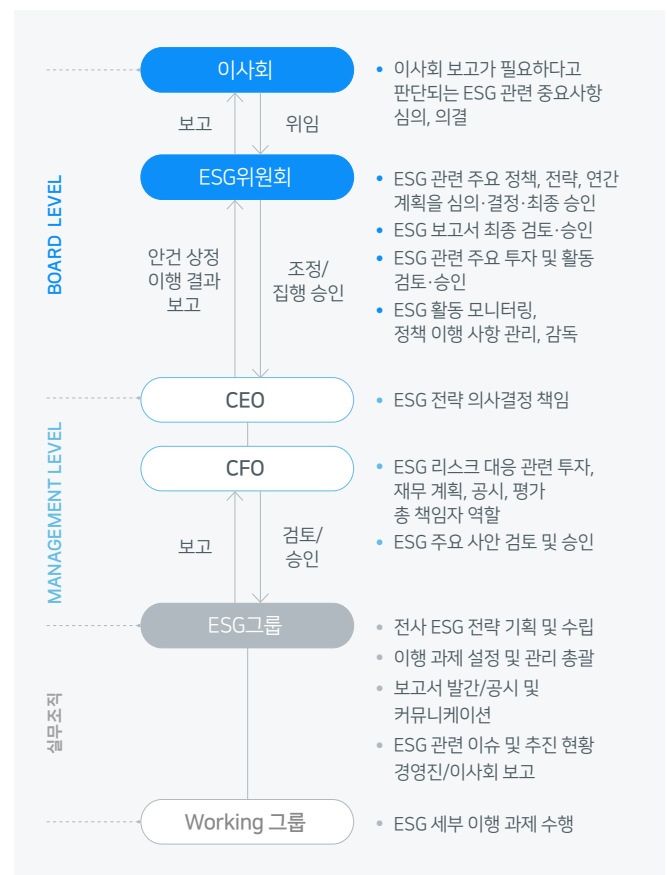 이사회
• 이사회 보고가 필요하다고
판단되는 ESG 관련 중요사항
심의, 의결
보고
위임
BOARD LEVEL
ESG위원회
• ESG 관련 주요 정책, 전략, 연간
계획을 심의·결정·최종 승인
• ESG 보고서 최종 검토·승인
• ESG 관련 주요 투자 및 활동
검토·승인
• ESG 활동 모니터링,
정책 이행 사항 관리, 감독
안건 상정
이행 결과
보고
조정/
집행 승인
MANAGEMENT LEVEL
CEO
• ESG 전략 의사결정 책임
CFO
• ESG 리스크 대응 관련 투자,
재무 계획, 공시, 평가
총 책임자 역할
• ESG 주요 사안 검토 및 승인
보고
검토/
승인
실무조직
ESG그룹
• 전사 ESG 전략 기획 및 수립
• 이행 과제 설정 및 관리 총괄
• 보고서 발간/공시 및
커뮤니케이션
• ESG 관련 이슈 및 추진 현황
경영진/이사회 보고
Working 그룹
• ESG 세부 이행 과제 수행